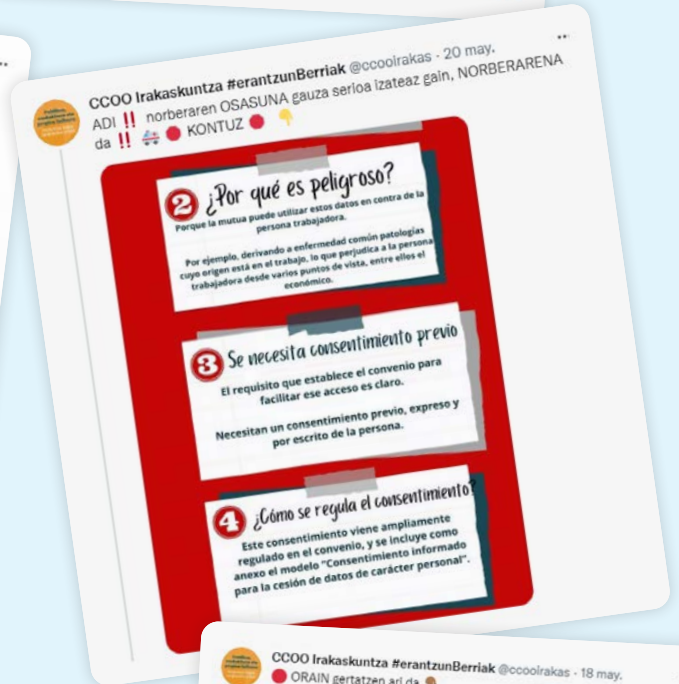 CCOO Irakaskuntza #erantzunBerriak @ccooirakas · 20 may.
ADI ‼️ norberaren OSASUNA gauza serioa izateaz gain, NORBERARENA
da ‼️ 🚑 🔴 KONTUZ 🔴 👇
2 ¿Por qué es peligroso?
Porque la mutua puede utilizar estos datos en contra de la
persona trabajadora.
Por ejemplo, derivando a enfermedad común patologías
cuyo origen está en el trabajo, lo que perjudica a la persona
trabajadora desde varios puntos de vista, entre ellos el
económico.
3 Se necesita consentimiento previo
El requisito que establece el convenio para
facilitar ese acceso es claro.
Necesitan un consentimiento previo, expreso y
por escrito de la persona.
4 ¿Cómo se regula el consentimiento?
Este consentimiento viene ampliamente
regulado en el convenio, y se incluye como
anexo el modelo "Consentimiento informado
para la cesión de datos de carácter personal".
CCOO Irakaskuntza #erantzunBerriak @ccooirakas · 18 may.
🔴 ORAIN gertatzen ari da